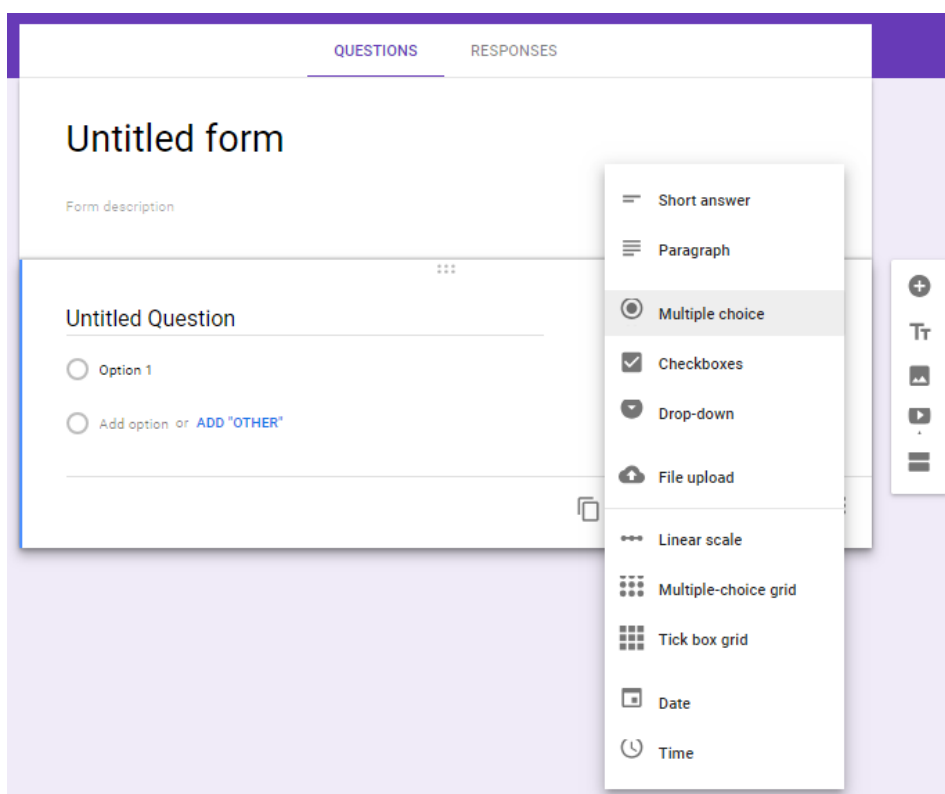 QUESTIONS RESPONSES
Untitled form
Form description
Untitled Question
Option 1
Add option or ADD "OTHER"
Short answer
Paragraph
Multiple choice
Checkboxes
Drop-down
File upload
Linear scale
Multiple-choice grid
Tick box grid
Date
Time
Tт